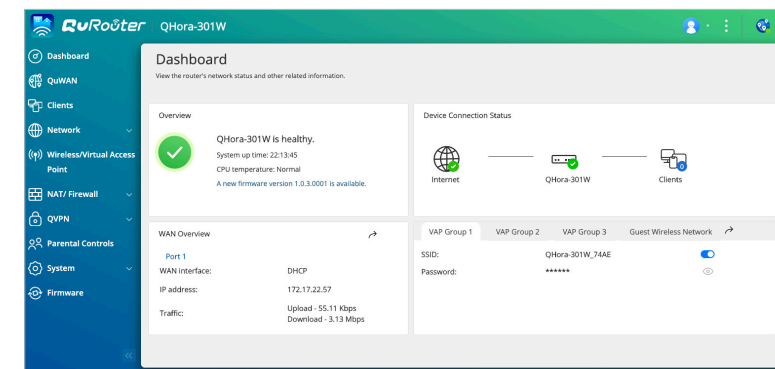 QuRoûter QHora-301W
Dashboard
QuWAN
Clients
Network
Wireless/Virtual Access
Point
NAT/ Firewall
QVPN
Parental Controls
System
Firmware
Dashboard
View the router's network status and other related information.
Overview
QHora-301W is healthy.
System up time: 22:13:45
CPU temperature: Normal
A new firmware version 1.0.3.0001 is available.
Device Connection Status
Internet QHora-301W Clients
0
WAN Overview
Port 1
WAN interface: DHCP
IP address: 172.17.22.57
Traffic: Upload - 55.11 Kbps
Download - 3.13 Mbps
VAP Group 1 VAP Group 2 VAP Group 3 Guest Wireless Network
SSID: QHora-301W_74AE
Password: ******